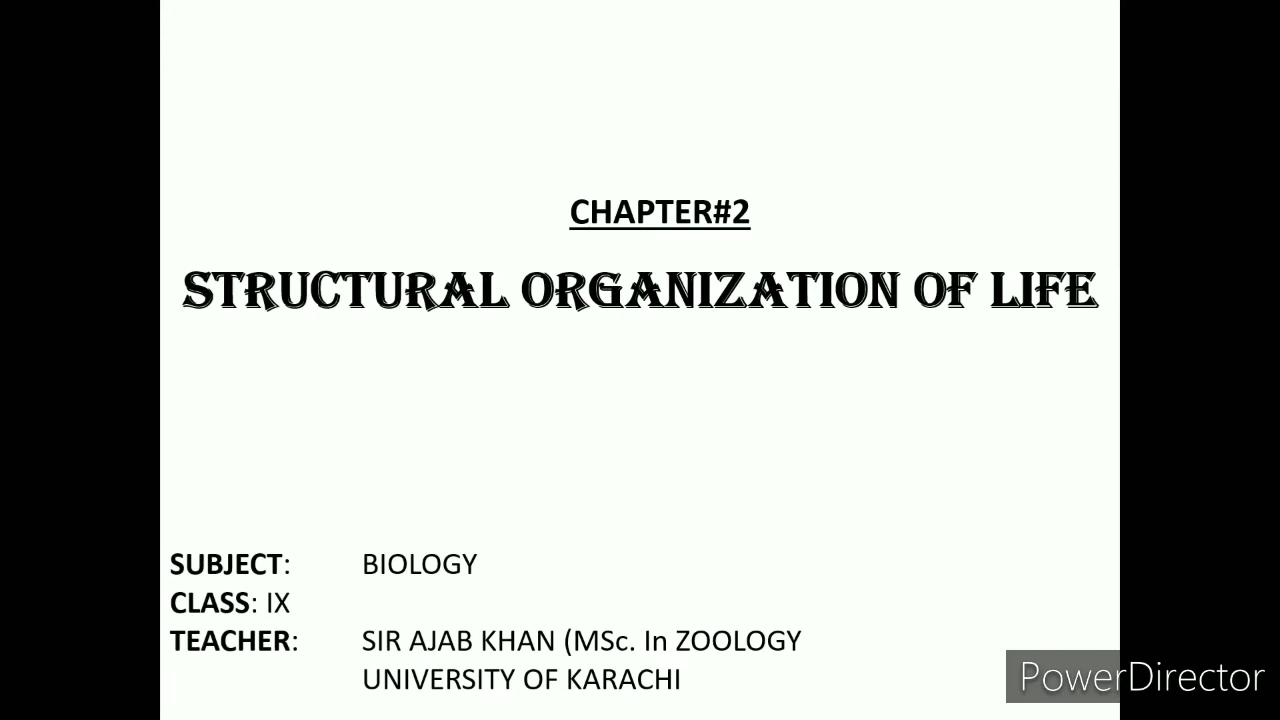 CHAPTER#2
STRUCTURAL ORGANIZATION OF LIFE
SUBJECT: BIOLOGY
CLASS: IX
TEACHER: SIR AJAB KHAN (MSc. In ZOOLOGY
UNIVERSITY OF KARACHI
PowerDirector